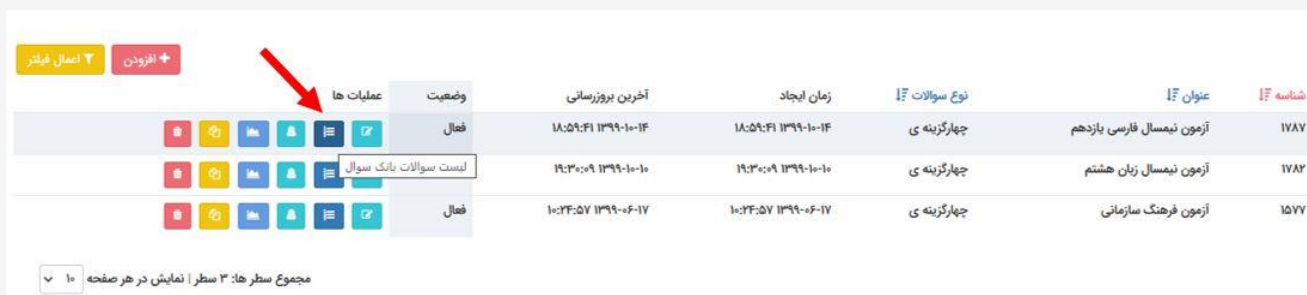 افزودن
اعمال فیلتر
شناسه عنوان نوع سوالات زمان ایجاد آخرین بروزرسانی وضعیت عملیات ها
۱۷۸۷ آزمون نیمسال فارسی یازدهم چهارگزینه ی ۱۳۹۹-۱۰-۱۴ ۱۸:۵۹:۴۱ ۱۳۹۹-۱۰-۱۴ ۱۸:۵۹:۴۱ فعال
لیست سوالات بانک سوال
۱۷۸۲ آزمون نیمسال زبان هشتم چهارگزینه ی ۱۳۹۹-۱۰-۱۰ ۱۹:۳۰:۰۹ ۱۳۹۹-۱۰-۱۰ ۱۹:۳۰:۰۹
۱۵۷۷ آزمون فرهنگ سازمانی چهارگزینه ی ۱۳۹۹-۰۶-۱۷ ۱۰:۲۴:۵۷ ۱۳۹۹-۰۶-۱۷ ۱۰:۲۴:۵۷ فعال
مجموع سطر ها: ۳ سطر | نمایش در هر صفحه ۱۰